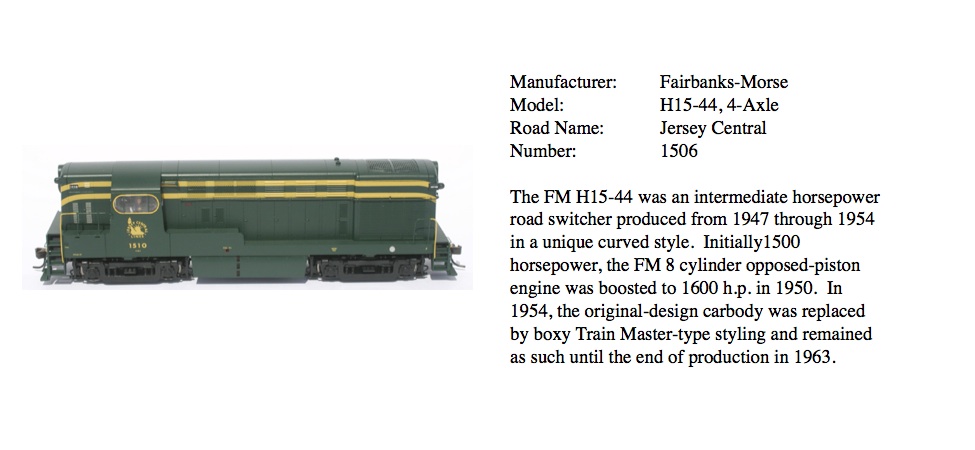 Manufacturer: Fairbanks-Morse
Model: H15-44, 4-Axle
Road Name: Jersey Central
Number: 1506
The FM H15-44 was an intermediate horsepower
road switcher produced from 1947 through 1954
in a unique curved style.  Initially1500
horsepower, the FM 8 cylinder opposed-piston
engine was boosted to 1600 h.p. in 1950.  In
1954, the original-design carbody was replaced
by boxy Train Master-type styling and remained
as such until the end of production in 1963.
1510